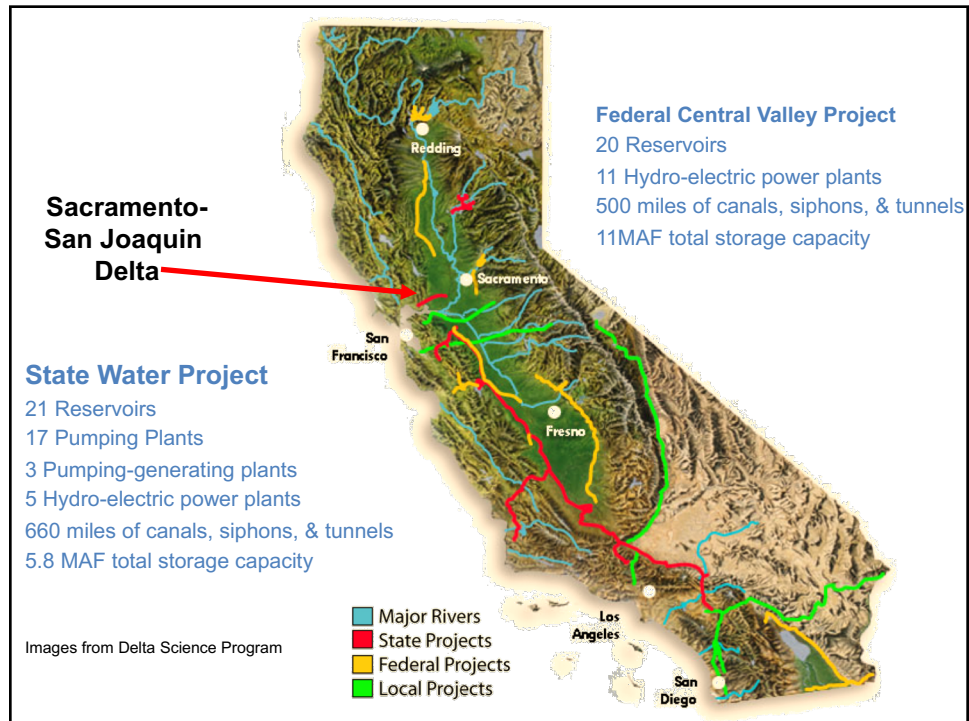 Federal Central Valley Project
20 Reservoirs
11 Hydro-electric power plants
500 miles of canals, siphons, & tunnels
11MAF total storage capacity
Redding
Sacramento-
San Joaquin
Delta
Sacramento
San
Francisco
State Water Project
21 Reservoirs
17 Pumping Plants
3 Pumping-generating plants
5 Hydro-electric power plants
660 miles of canals, siphons, & tunnels
5.8 MAF total storage capacity
Fresno
Los
Angeles
San
Diego
Major Rivers
State Projects
Federal Projects
Local Projects
Images from Delta Science Program